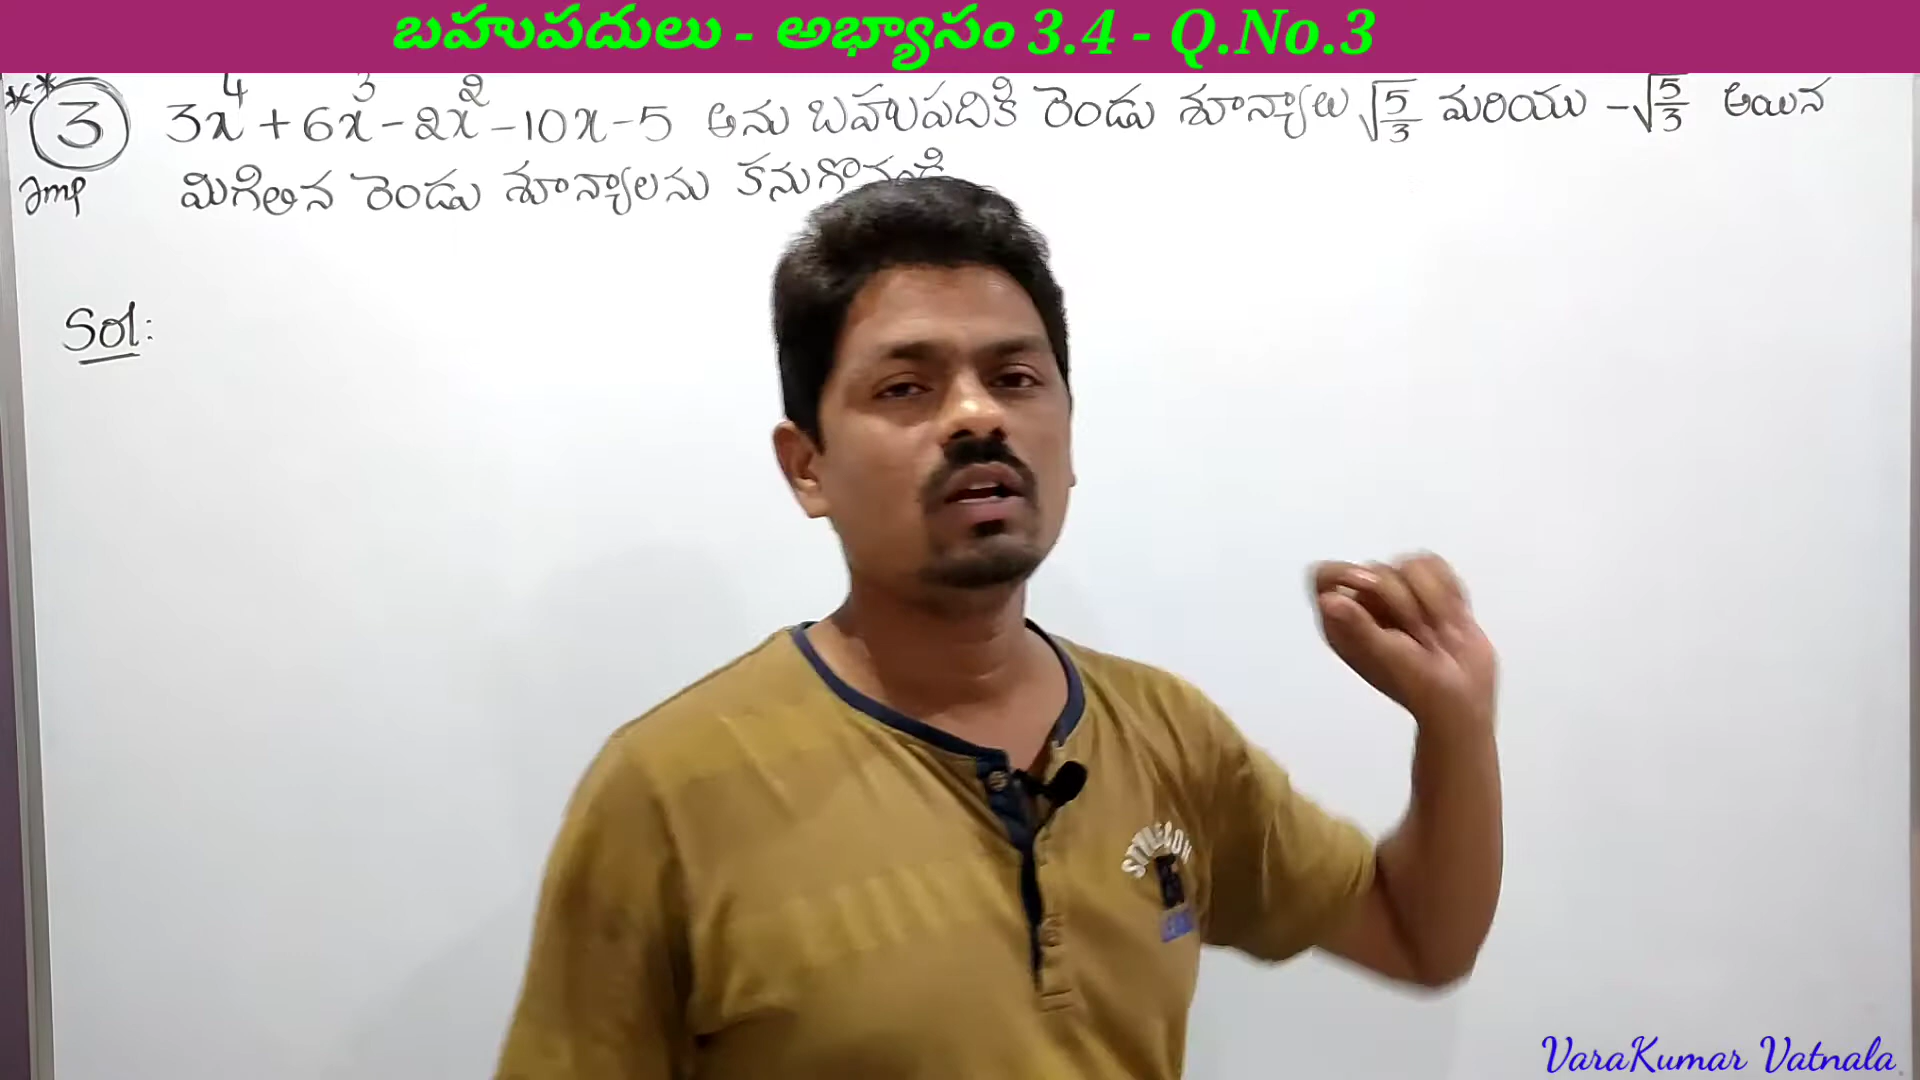 బహుపదులు - అభ్యాసం 3.4 - Q.No.3
** ③ 3x⁴ + 6x³ - 2x² - 10x - 5 అను బహుపదికి రెండు శూన్యాలు √5/3 మరియు -√5/3 అయిన
Imp మిగిలిన రెండు శూన్యాలను కనుగొనండి
Sol:
VaraKumar Vatnala